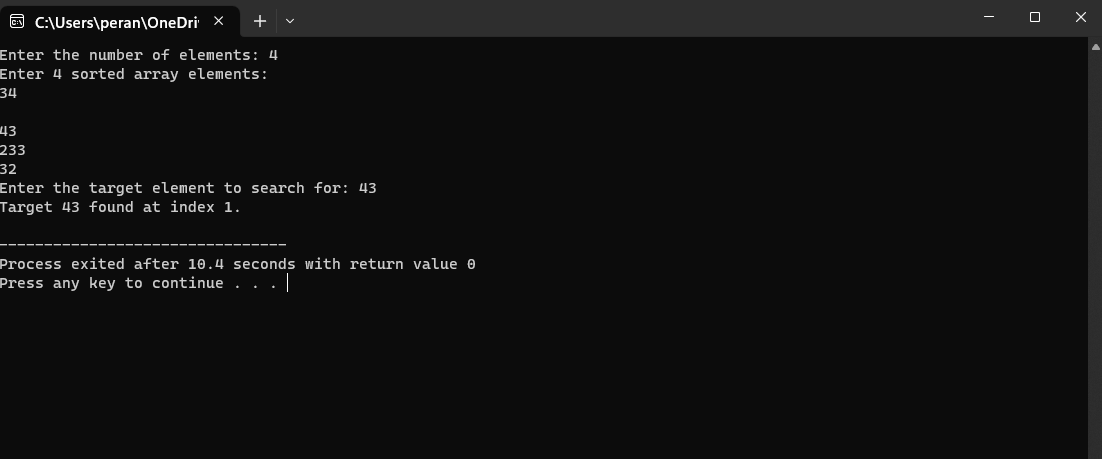 C:\Users\peran\OneDri
Enter the number of elements: 4
Enter 4 sorted array elements:
34
43
233
32
Enter the target element to search for: 43
Target 43 found at index 1.
--------------------------------
Process exited after 10.4 seconds with return value 0
Press any key to continue . . .